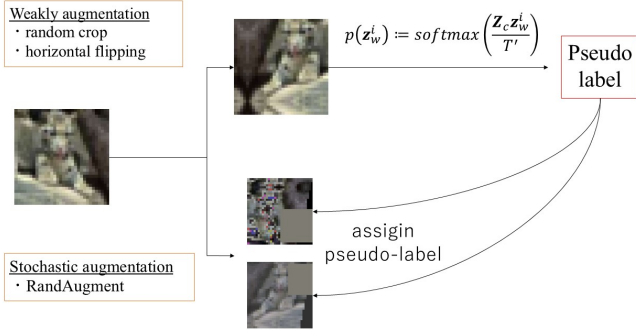 Weakly augmentation
・random crop
・horizontal flipping
p(z_w^i) ≔ softmax(Z_c z_w^i / T′)
Pseudo
label
assigin
pseudo-label
Stochastic augmentation
・RandAugment